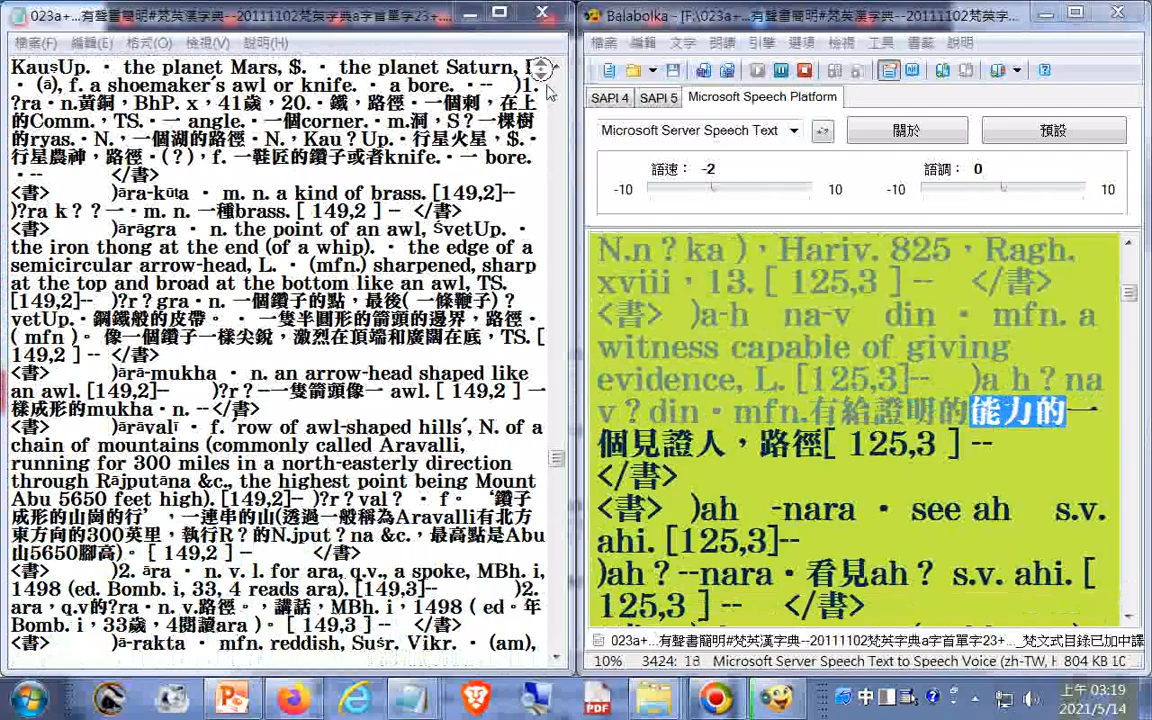 023a+...有聲書簡明#梵英漢字典--20111102梵英字典a字首單字23+...
檔案(F) 編輯(E) 格式(O) 檢視(V) 說明(H)
KauṣUp. • the planet Mars, $. • the planet Saturn,
• (ā), f. a shoemaker's awl or knife. • a bore. •-- )1.
?ra • n.黃銅，BhP. x，41歲，20.• 鐵，路徑 • 一個刺，在上
的Comm.，TS. • 一 angle.• 一個corner.• m.洞，S？一棵樹
的ryas.• N.，一個湖的路徑 • N.，Kau？Up.• 行星火星，$.•
行星農神，路徑 •(？)，f. 一鞋匠的鑽子或者knife.• 一 bore.
•-- </書>
<書> )āra-kūṭa • m. n. a kind of brass. [149,2]--
)?ra k？？一 • m. n. 一種brass. [ 149,2 ] -- </書>
<書> )ārāgra • n. the point of an awl, ŚvetUp. •
the iron thong at the end (of a whip). • the edge of a
semicircular arrow-head, L. • (mfn.) sharpened, sharp
at the top and broad at the bottom like an awl, TS.
[149,2]-- )?r？gra • n. 一個鑽子的點，最後( 一條鞭子)？
vetUp.• 鋼鐵般的皮帶。 • 一隻半圓形的箭頭的邊界，路徑 •
( mfn )。 像一個鑽子一樣尖銳，激烈在頂端和廣闊在底，TS. [
149,2 ] -- </書>
<書> )ārā-mukha • n. an arrow-head shaped like
an awl. [149,2]-- )?r？-一隻箭頭像一 awl. [ 149,2 ] 一
樣成形的mukha • n. --</書>
<書> )ārāvalī • f. 'row of awl-shaped hills', N. of a
chain of mountains (commonly called Aravalli,
running for 300 miles in a north-easterly direction
through Rājputāna &c., the highest point being Mount
Abu 5650 feet high). [149,2]-- )?r？val？ • f。‘鑽子
成形的山崗的行’，一連串的山(透過一般稱為Aravalli有北方
東方向的300英里，執行R？的N.jput？na &c.，最高點是Abu
山5650腳高)。[ 149,2 ] -- </書>
<書> )2. āra • n. v. l. for ara, q.v., a spoke, MBh. i,
1498 (ed. Bomb. i, 33, 4 reads ara). [149,3]-- )2.
ara，q.v的?ra • n. v.路徑。，講話，MBh. i，1498 ( ed。年
Bomb. i，33歲，4閱讀ara )。[ 149,3 ] -- </書>
<書> )ā-rakta • mfn. reddish, Suśr. Vikr. • (am),
Balabolka - [F:\023a+...有聲書簡明#梵英漢字典--20111102梵英字...
檔案 編輯 文字 朗讀 引擎 選項 檢視 工具 書籤 說明
SAPI 4 SAPI 5 Microsoft Speech Platform
Microsoft Server Speech Text 關於 預設
語速： -2 語調： 0
-10 10 -10 10
N.n？ka )，Hariv. 825，Ragh.
xviii，13. [ 125,3 ] -- </書>
<書> )a-h na-v din • mfn. a
witness capable of giving
evidence, L. [125,3]-- )a h？na
v？din • mfn.有給證明的能力的一
個見證人，路徑[ 125,3 ] --
</書>
<書> )ah -nara • see ah s.v.
ahi. [125,3]--
)ah？--nara • 看見ah？ s.v. ahi. [
125,3 ] -- </書>
023a+...有聲書簡明#梵英漢字典--20111102梵英字典a字首單字23+..._梵文式目錄已加中譯
10% 3424: 18 Microsoft Server Speech Text to Speech Voice (zh-TW, H 804 KB
PDF 中 上午 03:19
2021/5/14